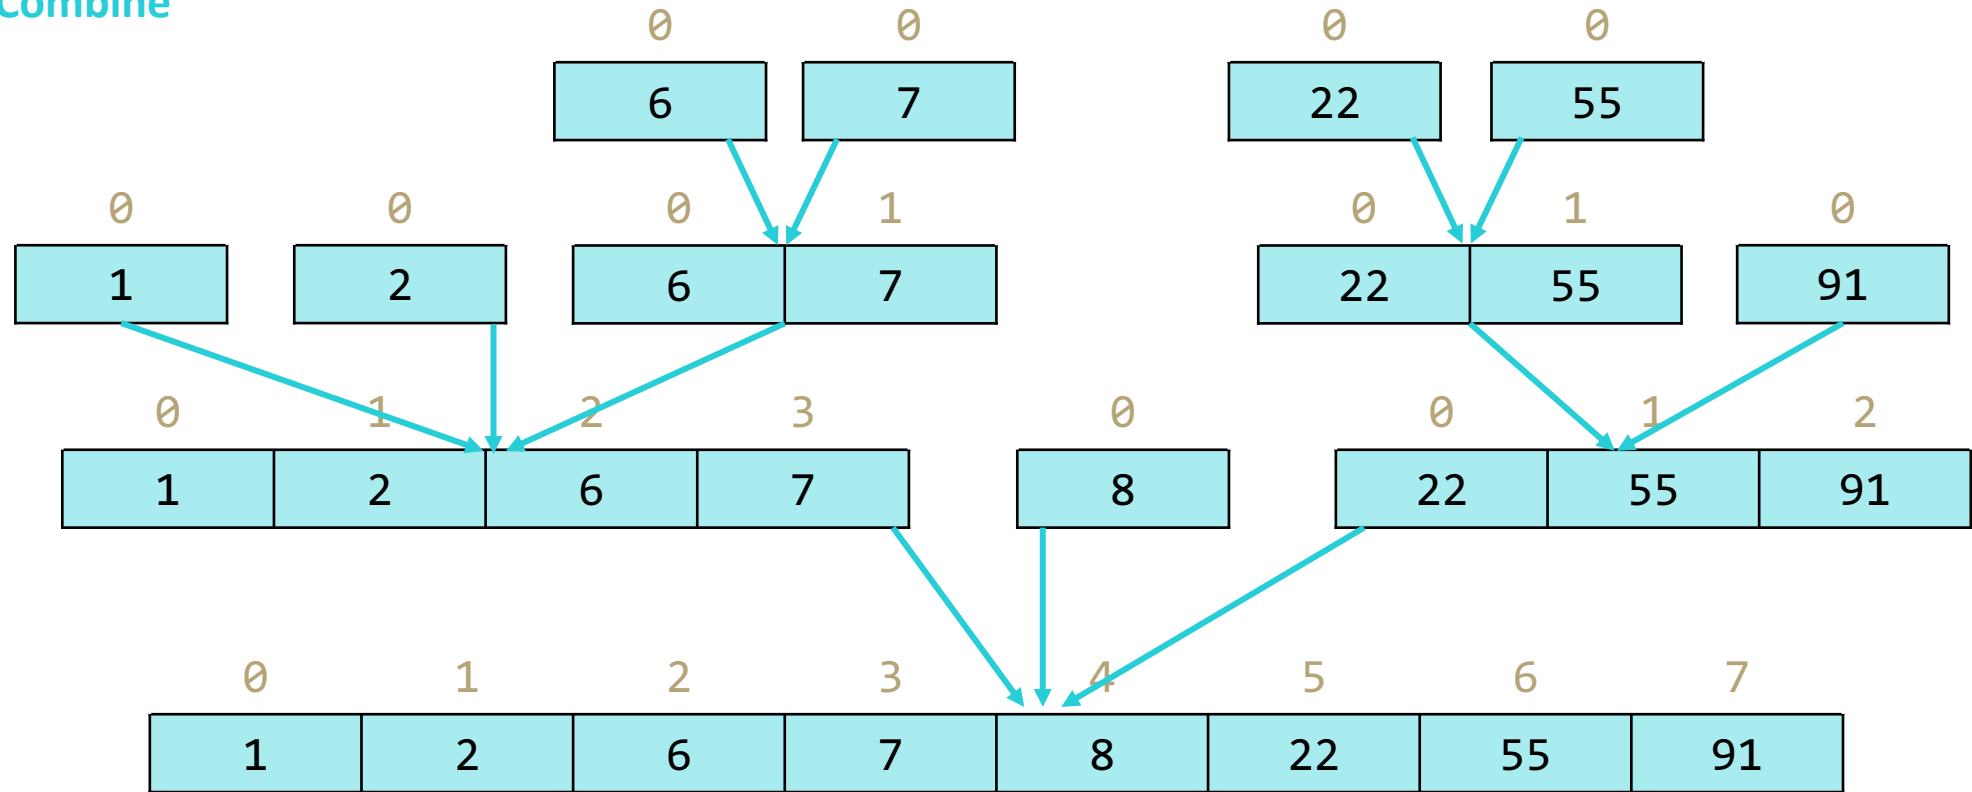 Combine
0 0 0 0
6 7 22 55
0 0 0 1 0 1 0
1 2 6 7 22 55 91
0 1 2 3 0 0 1 2
1 2 6 7 8 22 55 91
0 1 2 3 4 5 6 7
1 2 6 7 8 22 55 91